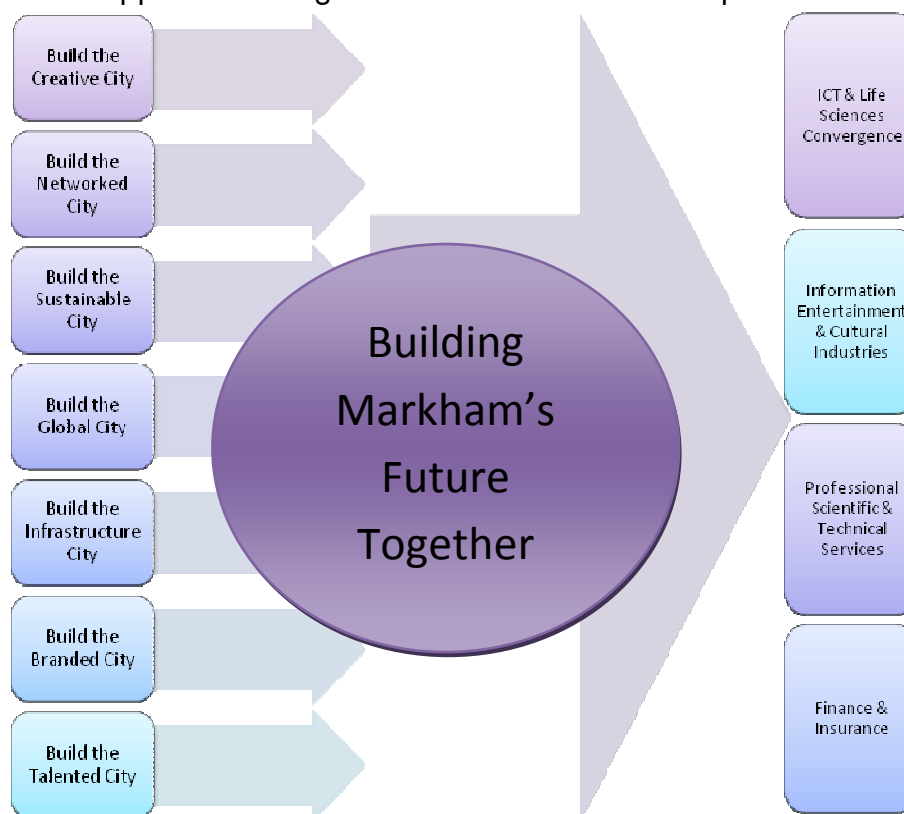 Build the
Creative City
Build the
Networked
City
Build the
Sustainable
City
Build the
Global City
Build the
Infrastructure
City
Build the
Branded City
Build the
Talented City
Building
Markham's
Future
Together
ICT & Life
Sciences
Convergence
Information
Entertainment
& Cultural
Industries
Professional
Scientific &
Technical
Services
Finance &
Insurance